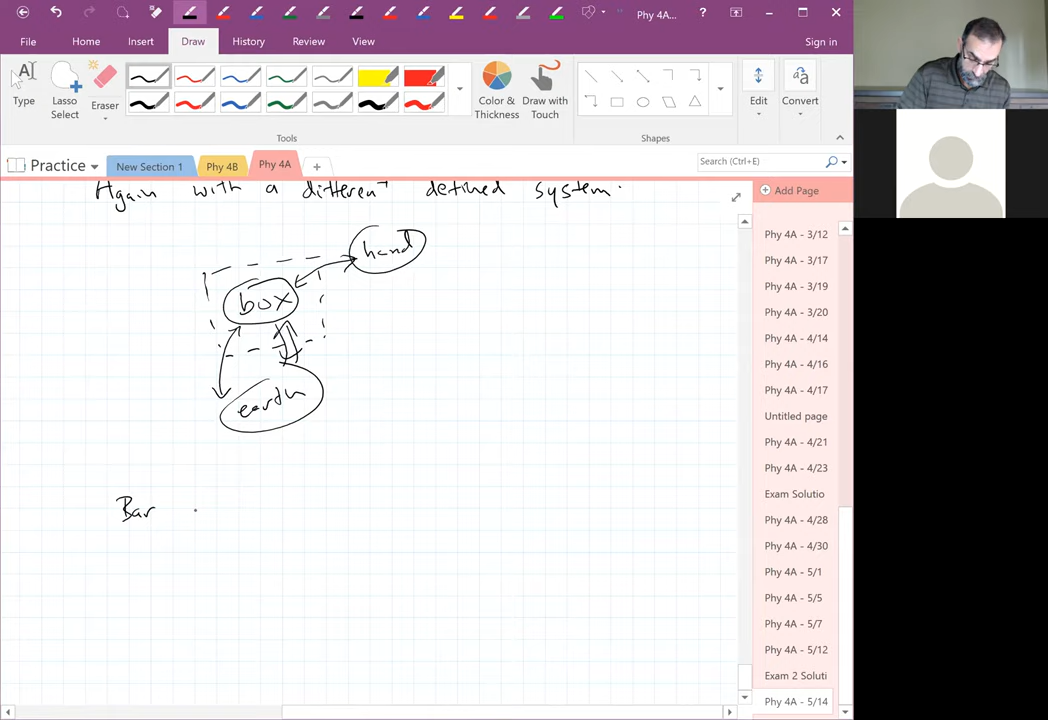 Phy 4A...
?
File
Home
Insert
Draw
History
Review
View
Sign in
Type
Lasso
Select
Eraser
Color &
Thickness
Draw with
Touch
Edit
Convert
Tools
Shapes
Practice
New Section 1
Phy 4B
Phy 4A
+
Search (Ctrl+E)
Add Page
Again with a different defined system.
hand
box
earth
Bar
Phy 4A - 3/12
Phy 4A - 3/17
Phy 4A - 3/19
Phy 4A - 3/20
Phy 4A - 4/14
Phy 4A - 4/16
Phy 4A - 4/17
Untitled page
Phy 4A - 4/21
Phy 4A - 4/23
Exam Solutio
Phy 4A - 4/28
Phy 4A - 4/30
Phy 4A - 5/1
Phy 4A - 5/5
Phy 4A - 5/7
Phy 4A - 5/12
Exam 2 Soluti
Phy 4A - 5/14